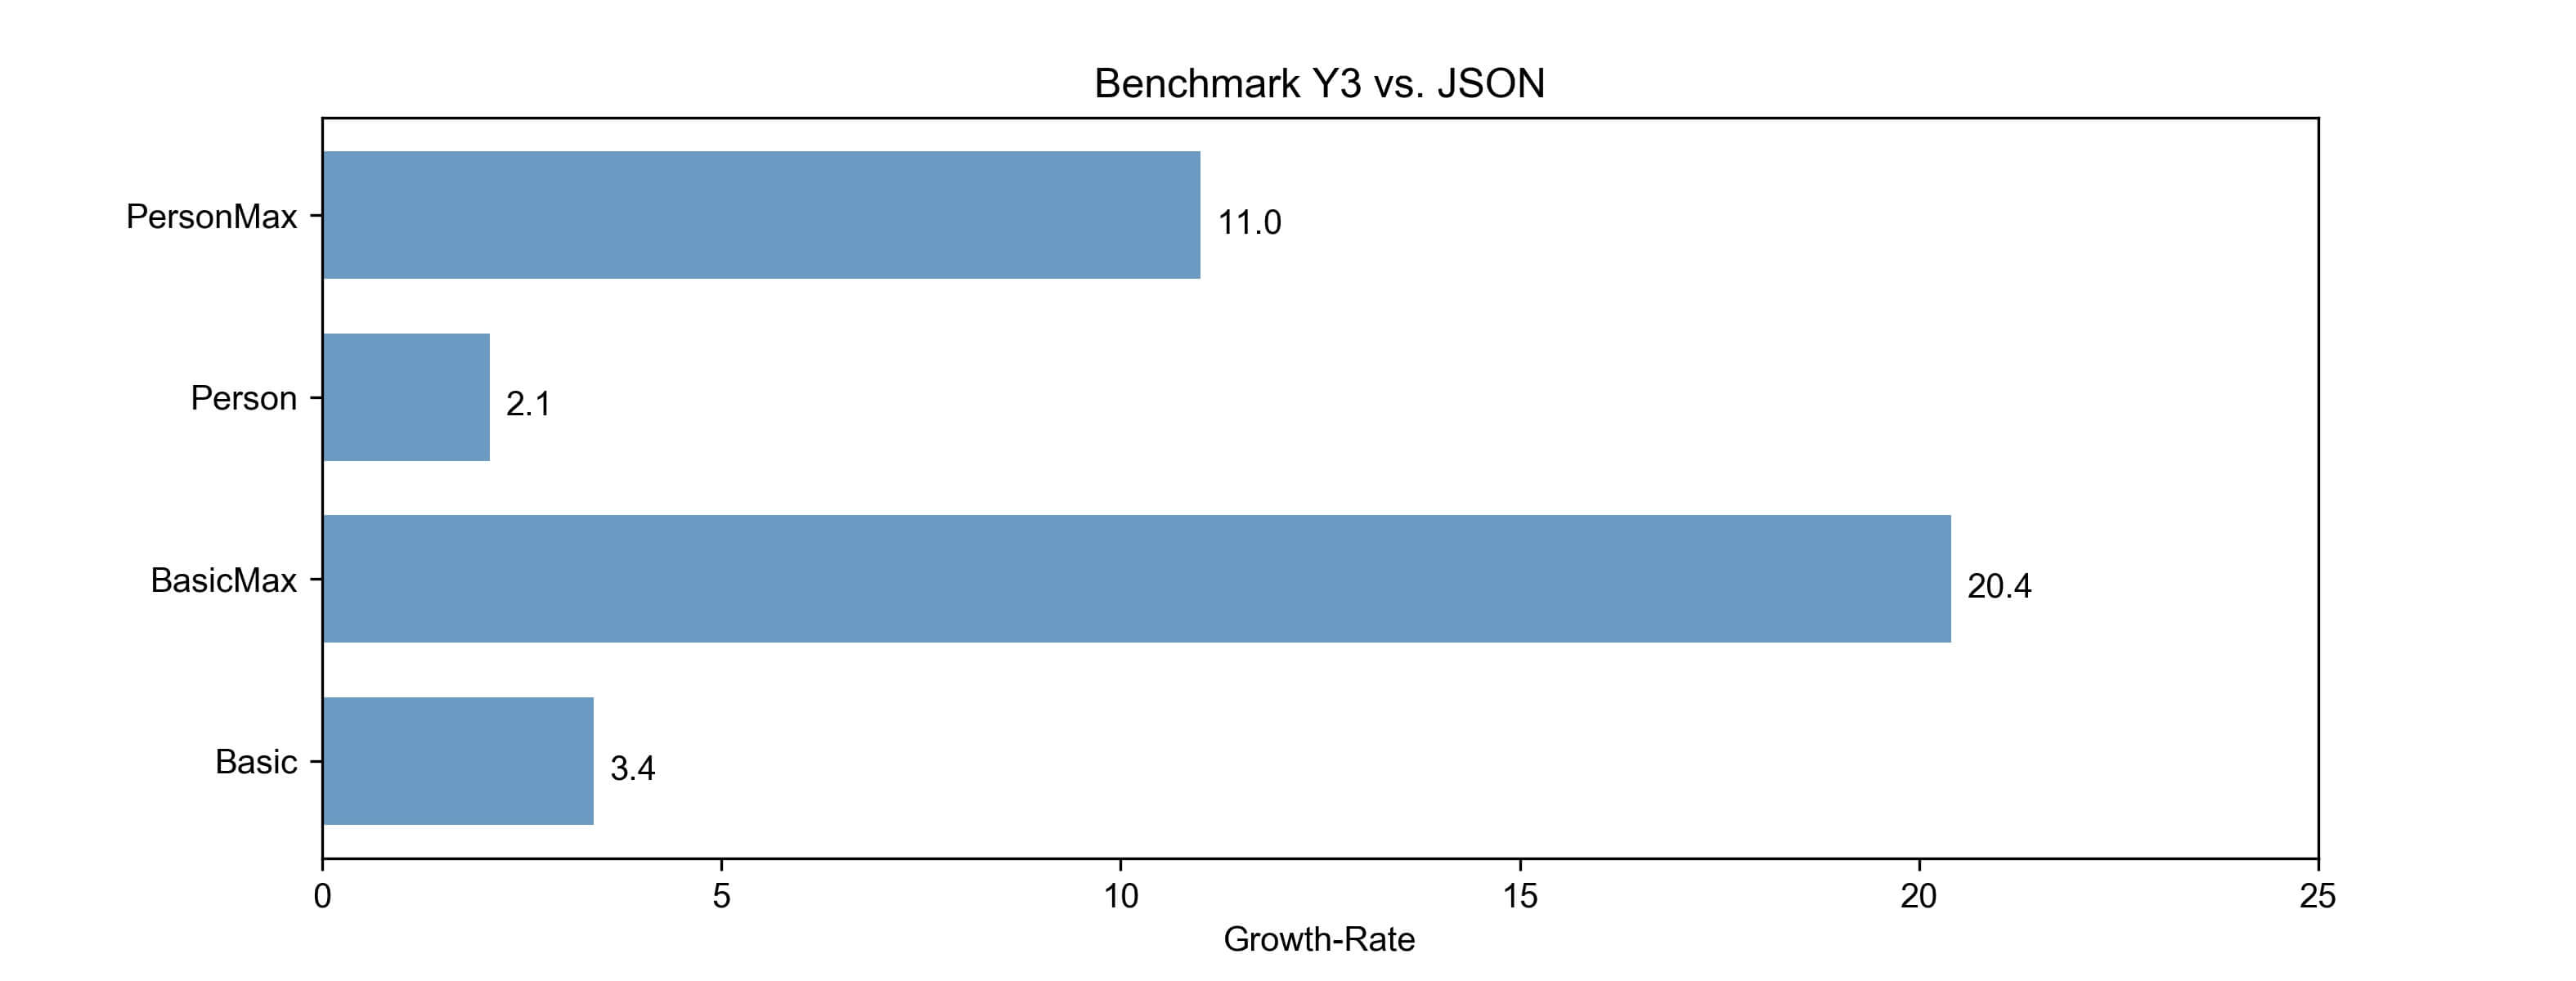 Benchmark Y3 vs. JSON
PersonMax
11.0
Person
2.1
BasicMax
20.4
Basic
3.4
0 5 10 15 20 25
Growth-Rate